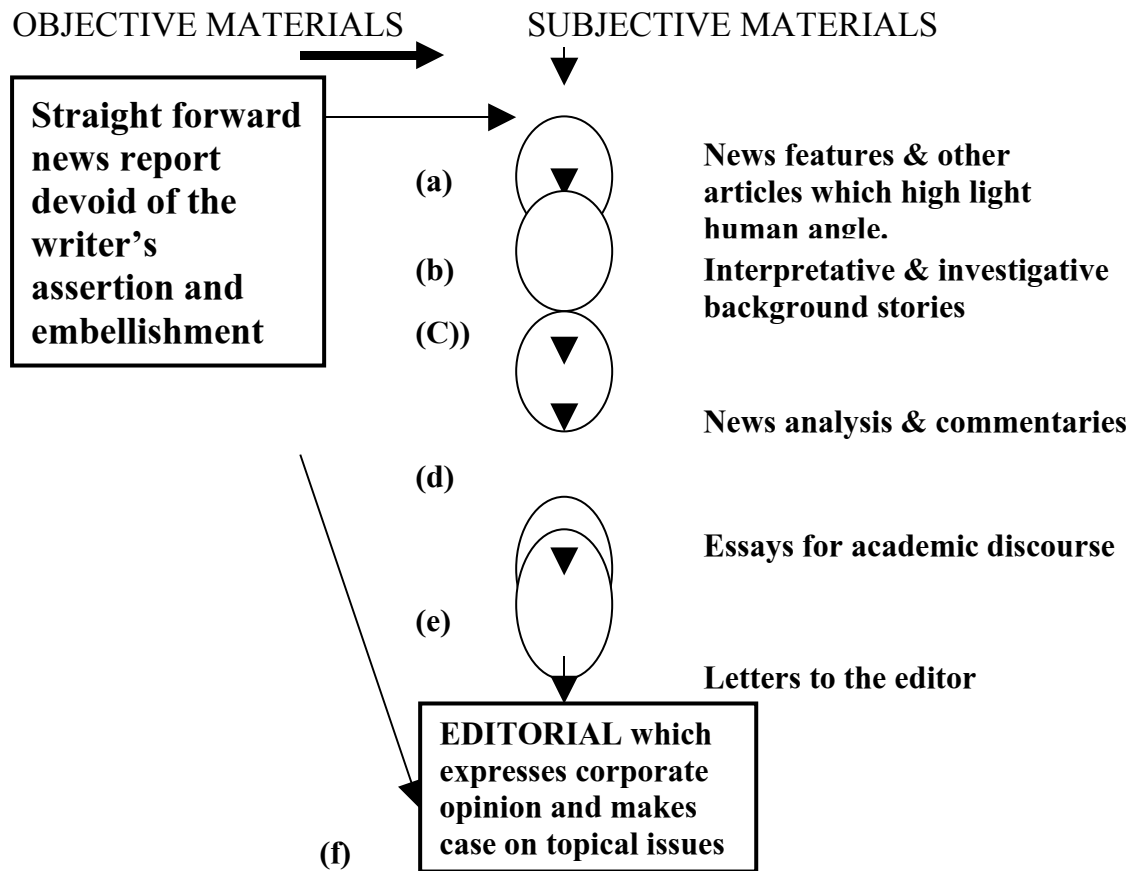 OBJECTIVE MATERIALS
SUBJECTIVE MATERIALS
Straight forward
news report
devoid of the
writer’s
assertion and
embellishment
(a)
News features & other
articles which high light
human angle.
(b)
Interpretative & investigative
background stories
(C))
News analysis & commentaries
(d)
Essays for academic discourse
(e)
Letters to the editor
EDITORIAL which
expresses corporate
opinion and makes
case on topical issues
(f)